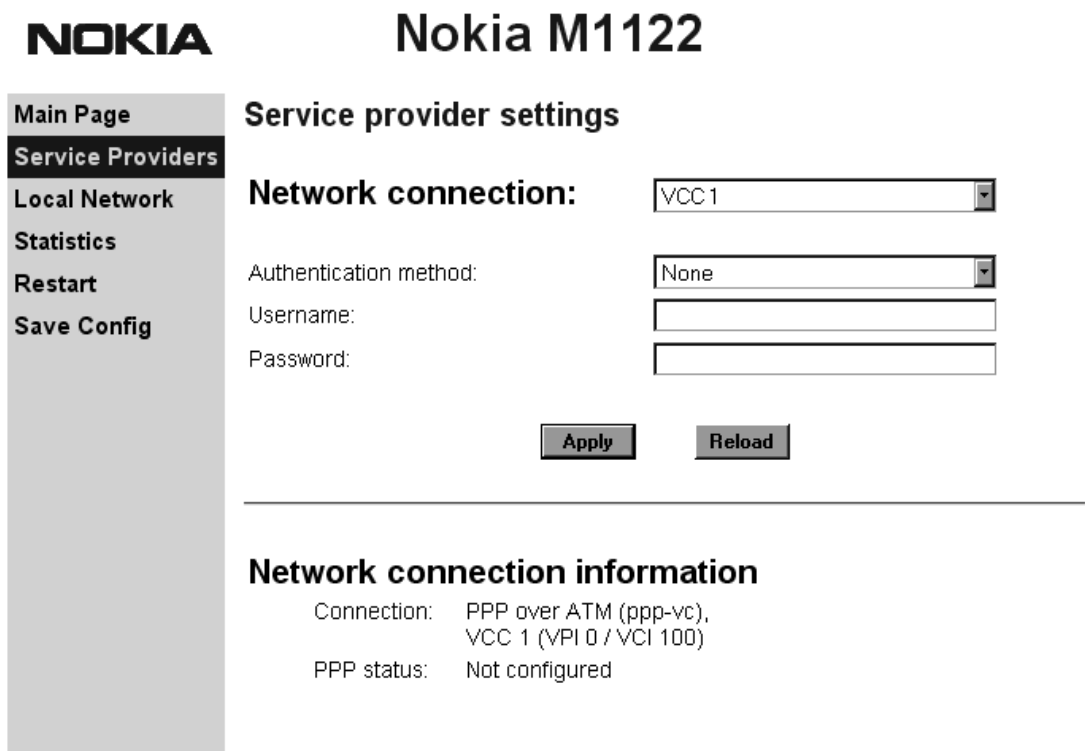 NOKIA
Nokia M1122
Main Page
Service Providers
Local Network
Statistics
Restart
Save Config
Service provider settings
Network connection: VCC 1
Authentication method: None
Username:
Password:
Apply Reload
Network connection information
Connection: PPP over ATM (ppp-vc),
VCC 1 (VPI 0 / VCI 100)
PPP status: Not configured